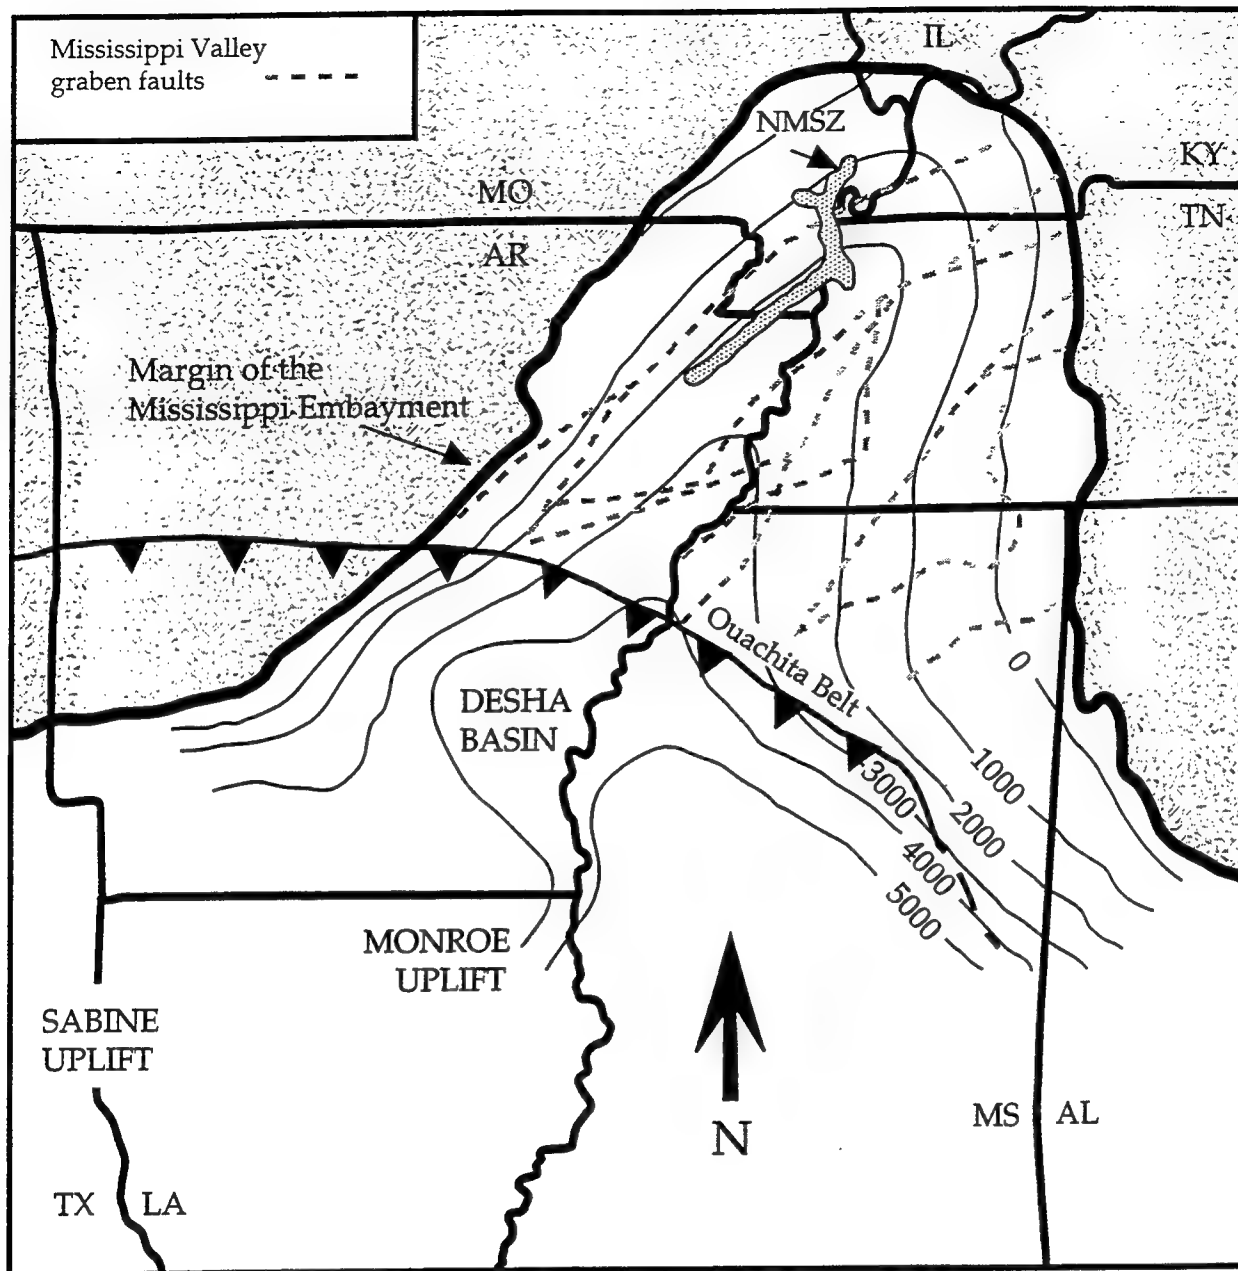 Mississippi Valley
graben faults
IL
NMSZ
KY
MO
TN
AR
Margin of the
Mississippi Embayment
Ouachita Belt
0
DESHA
BASIN
1000
3000
2000
4000
5000
MONROE
UPLIFT
SABINE
UPLIFT
N
MS
AL
TX
LA